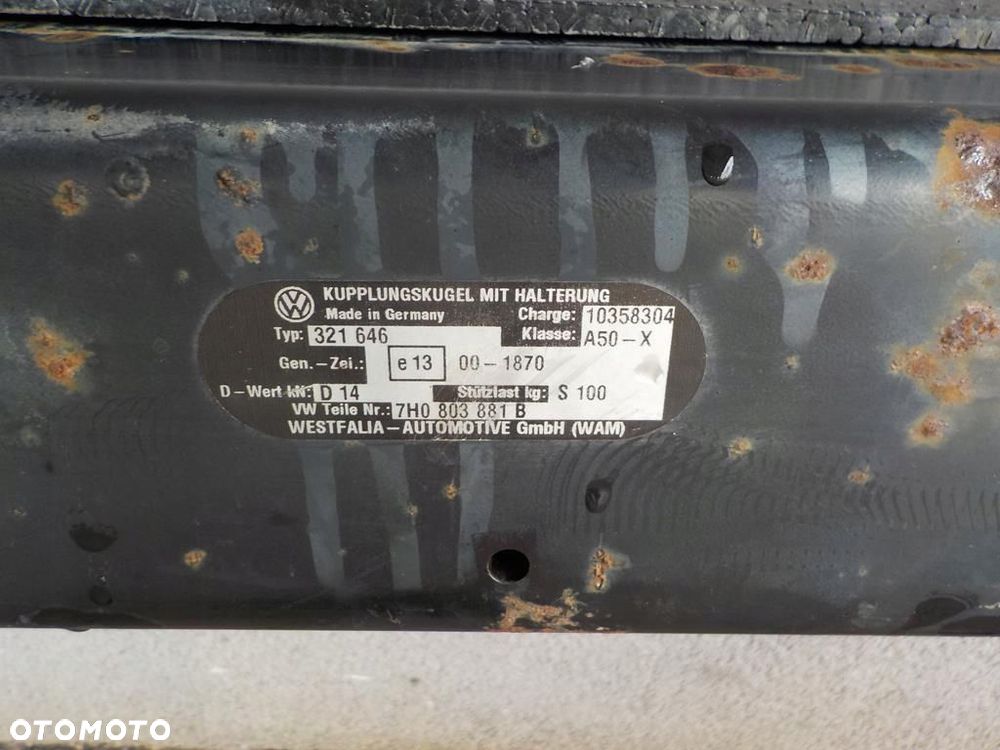 KUPPLUNGSKUGEL MIT HALTERUNG
Made in Germany Charge: 10358304
Typ: 321 646 Klasse: A50-X
Gen.-Zei.: e 13 00-1870
D-Wert kN: D 14 Stützlast kg: S 100
VW Teile Nr.: 7H0 803 881 B
WESTFALIA-AUTOMOTIVE GmbH (WAM)
OTOMOTO